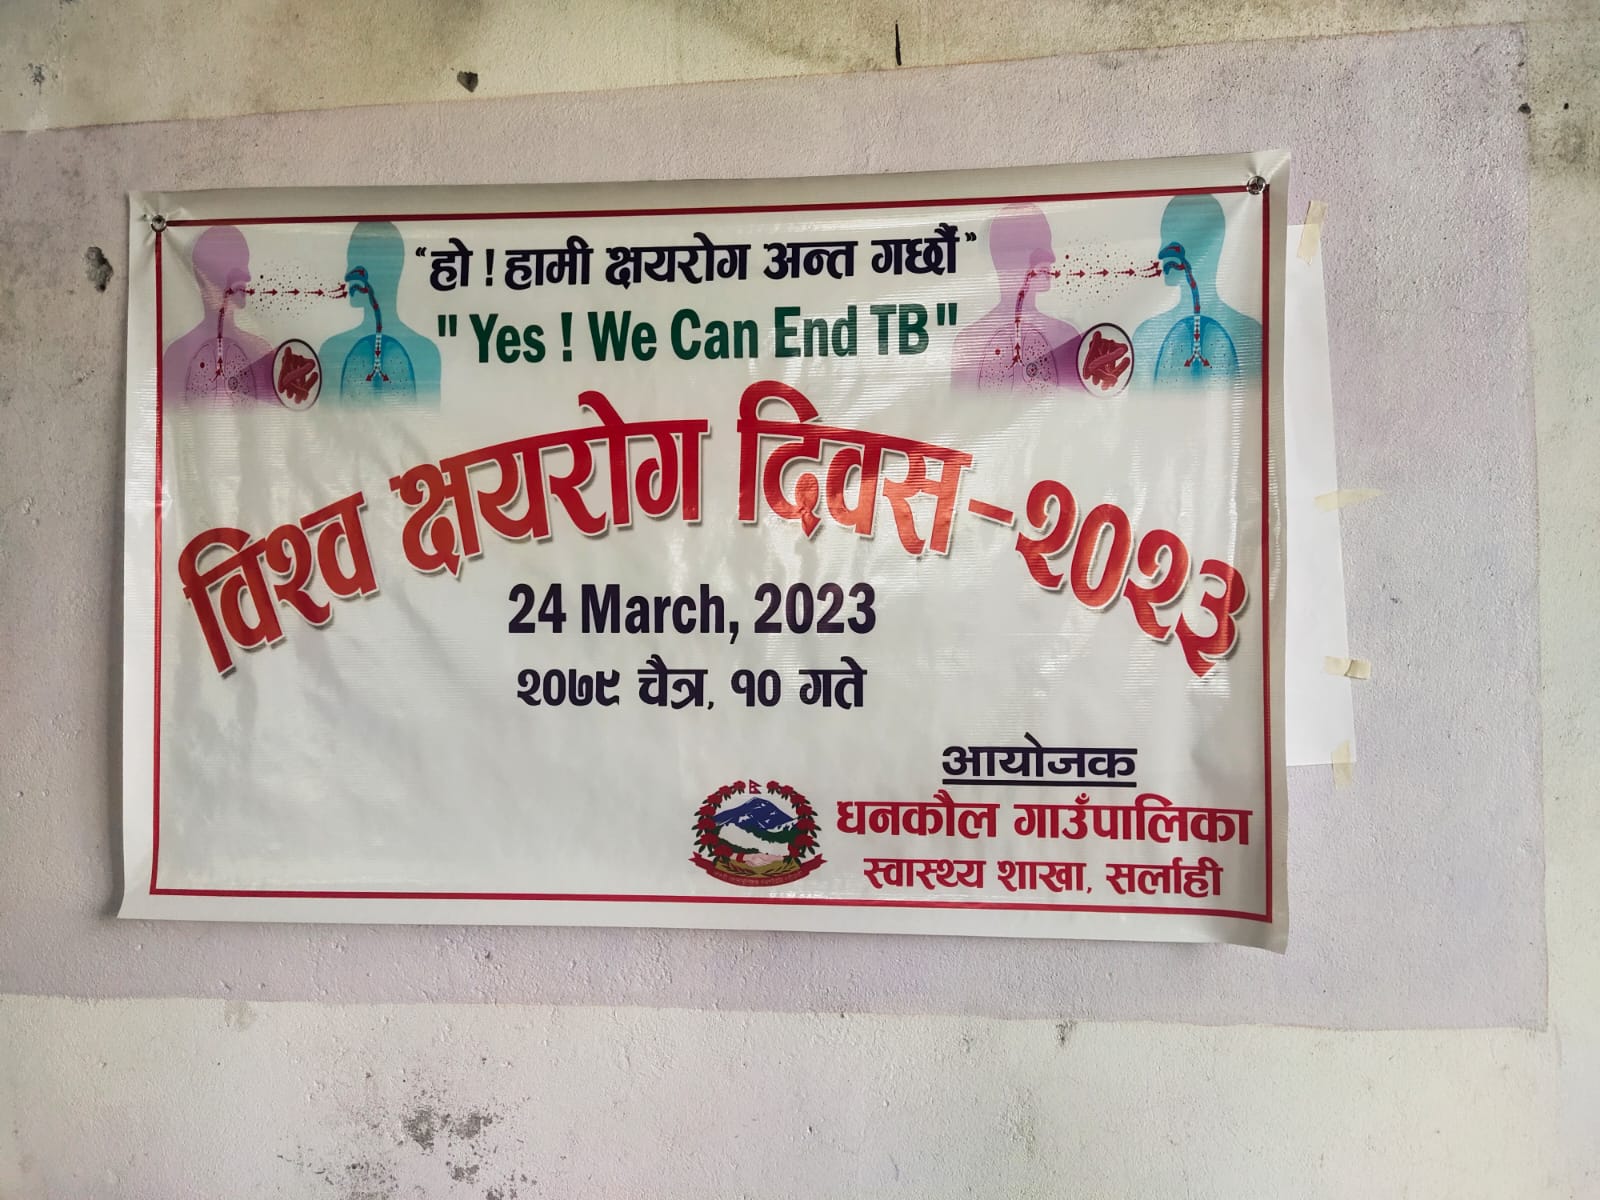 “हो ! हामी क्षयरोग अन्त गर्छौं”
" Yes ! We Can End TB"
विश्व क्षयरोग दिवस-२०२३
24 March, 2023
२०७९ चैत्र, १० गते
आयोजक
धनकौल गाउँपालिका
स्वास्थ्य शाखा, सर्लाही